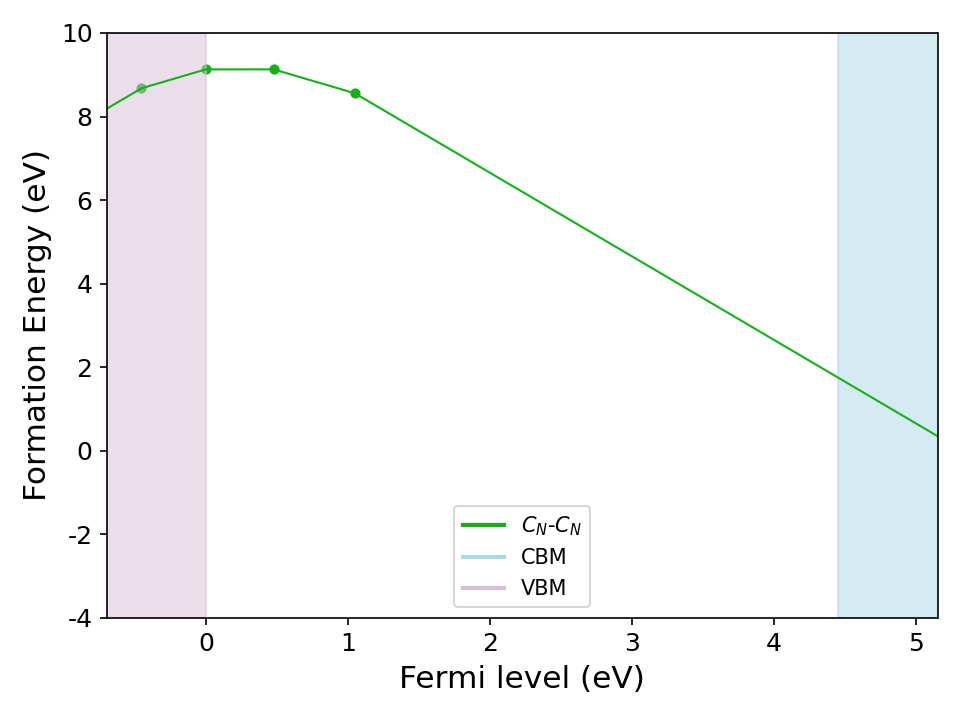 10
8
6
4
2
0
-2
-4
Formation Energy (eV)
C_N-C_N
CBM
VBM
0 1 2 3 4 5
Fermi level (eV)